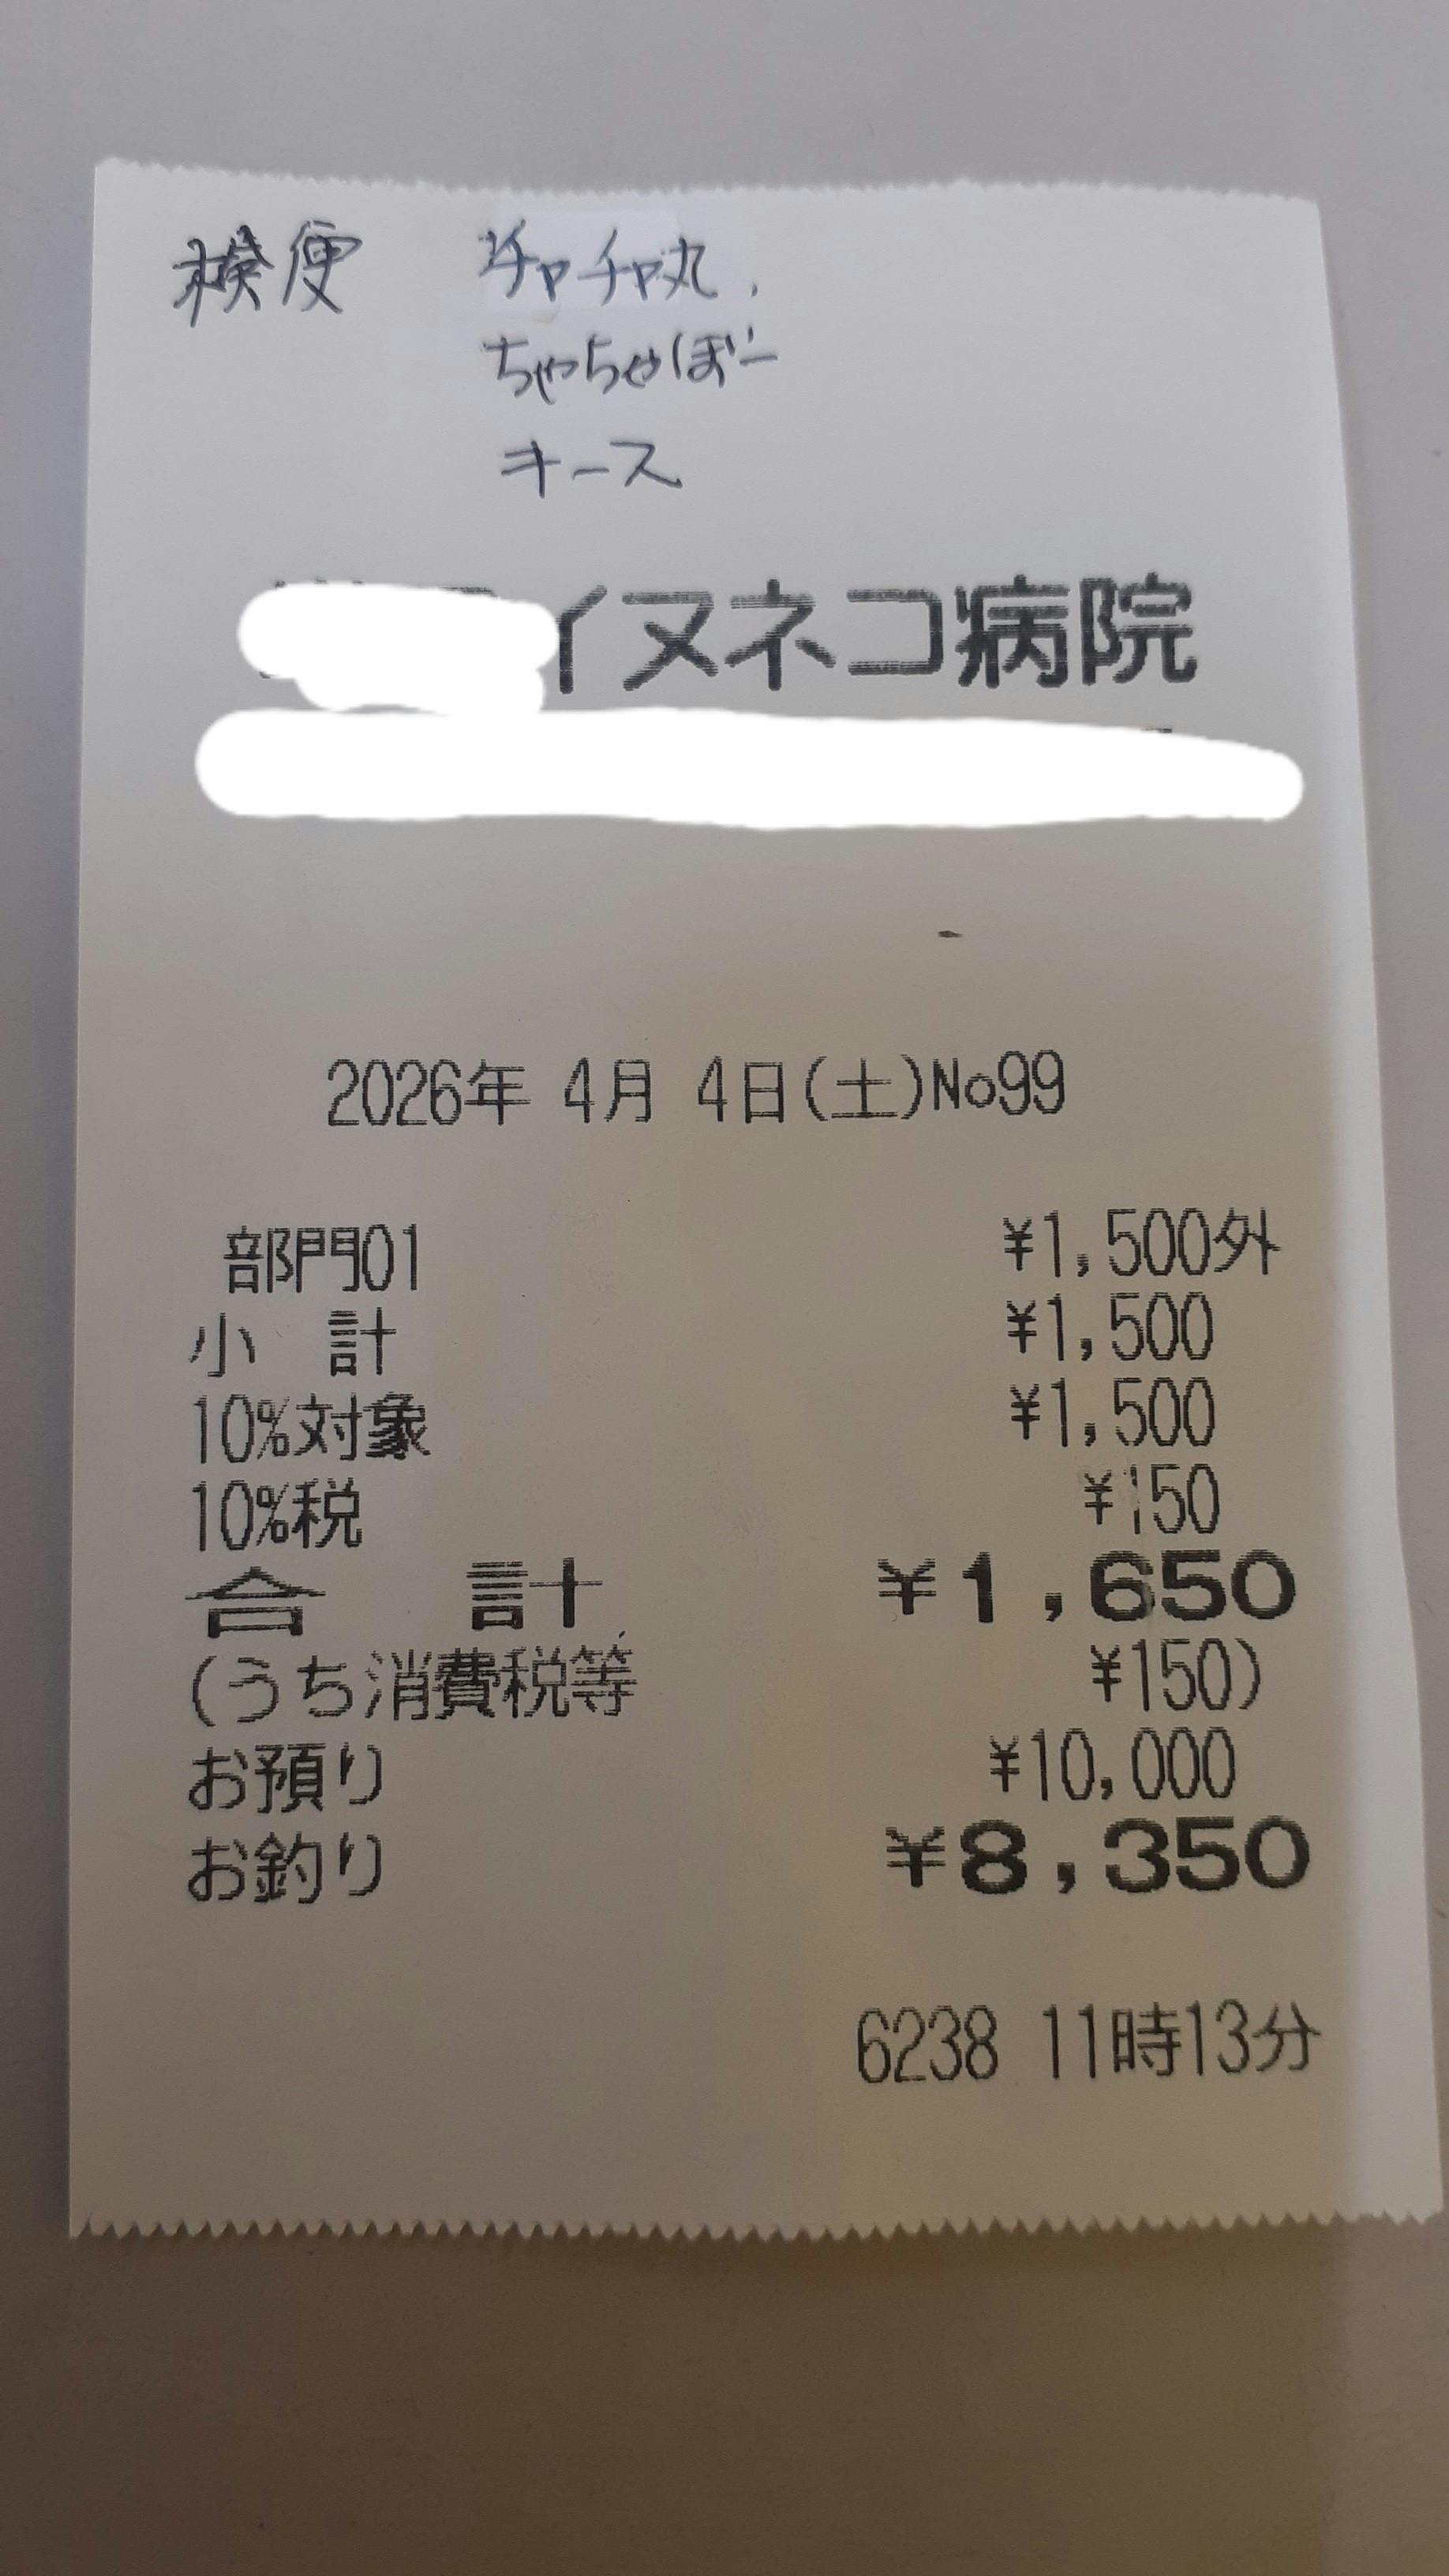 検便 チャチャ丸.
ちゃちゃぼー
キース
イヌネコ病院
2026年 4月 4日(土)No99
部門01 ¥1,500外
小 計 ¥1,500
10%対象 ¥1,500
10%税 ¥150
合 計 ¥1,650
(うち消費税等 ¥150)
お預り ¥10,000
お釣り ¥8,350
6238 11時13分